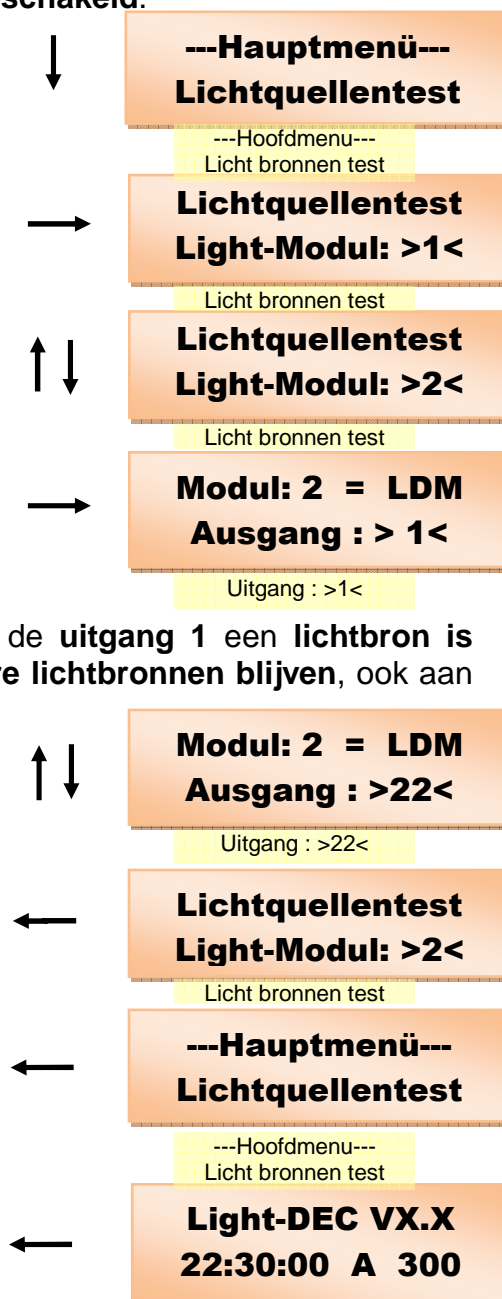 schakeld.
---Hauptmenü---
Lichtquellentest
---Hoofdmenu---
Licht bronnen test
Lichtquellentest
Light-Modul: >1<
Licht bronnen test
Lichtquellentest
Light-Modul: >2<
Licht bronnen test
Modul: 2 = LDM
Ausgang : > 1<
Uitgang : >1<
de uitgang 1 een lichtbron is
lichtbronnen blijven, ook aan
Modul: 2 = LDM
Ausgang : >22<
Uitgang : >22<
Lichtquellentest
Light-Modul: >2<
Licht bronnen test
---Hauptmenü---
Lichtquellentest
---Hoofdmenu---
Licht bronnen test
Light-DEC VX.X
22:30:00 A 300